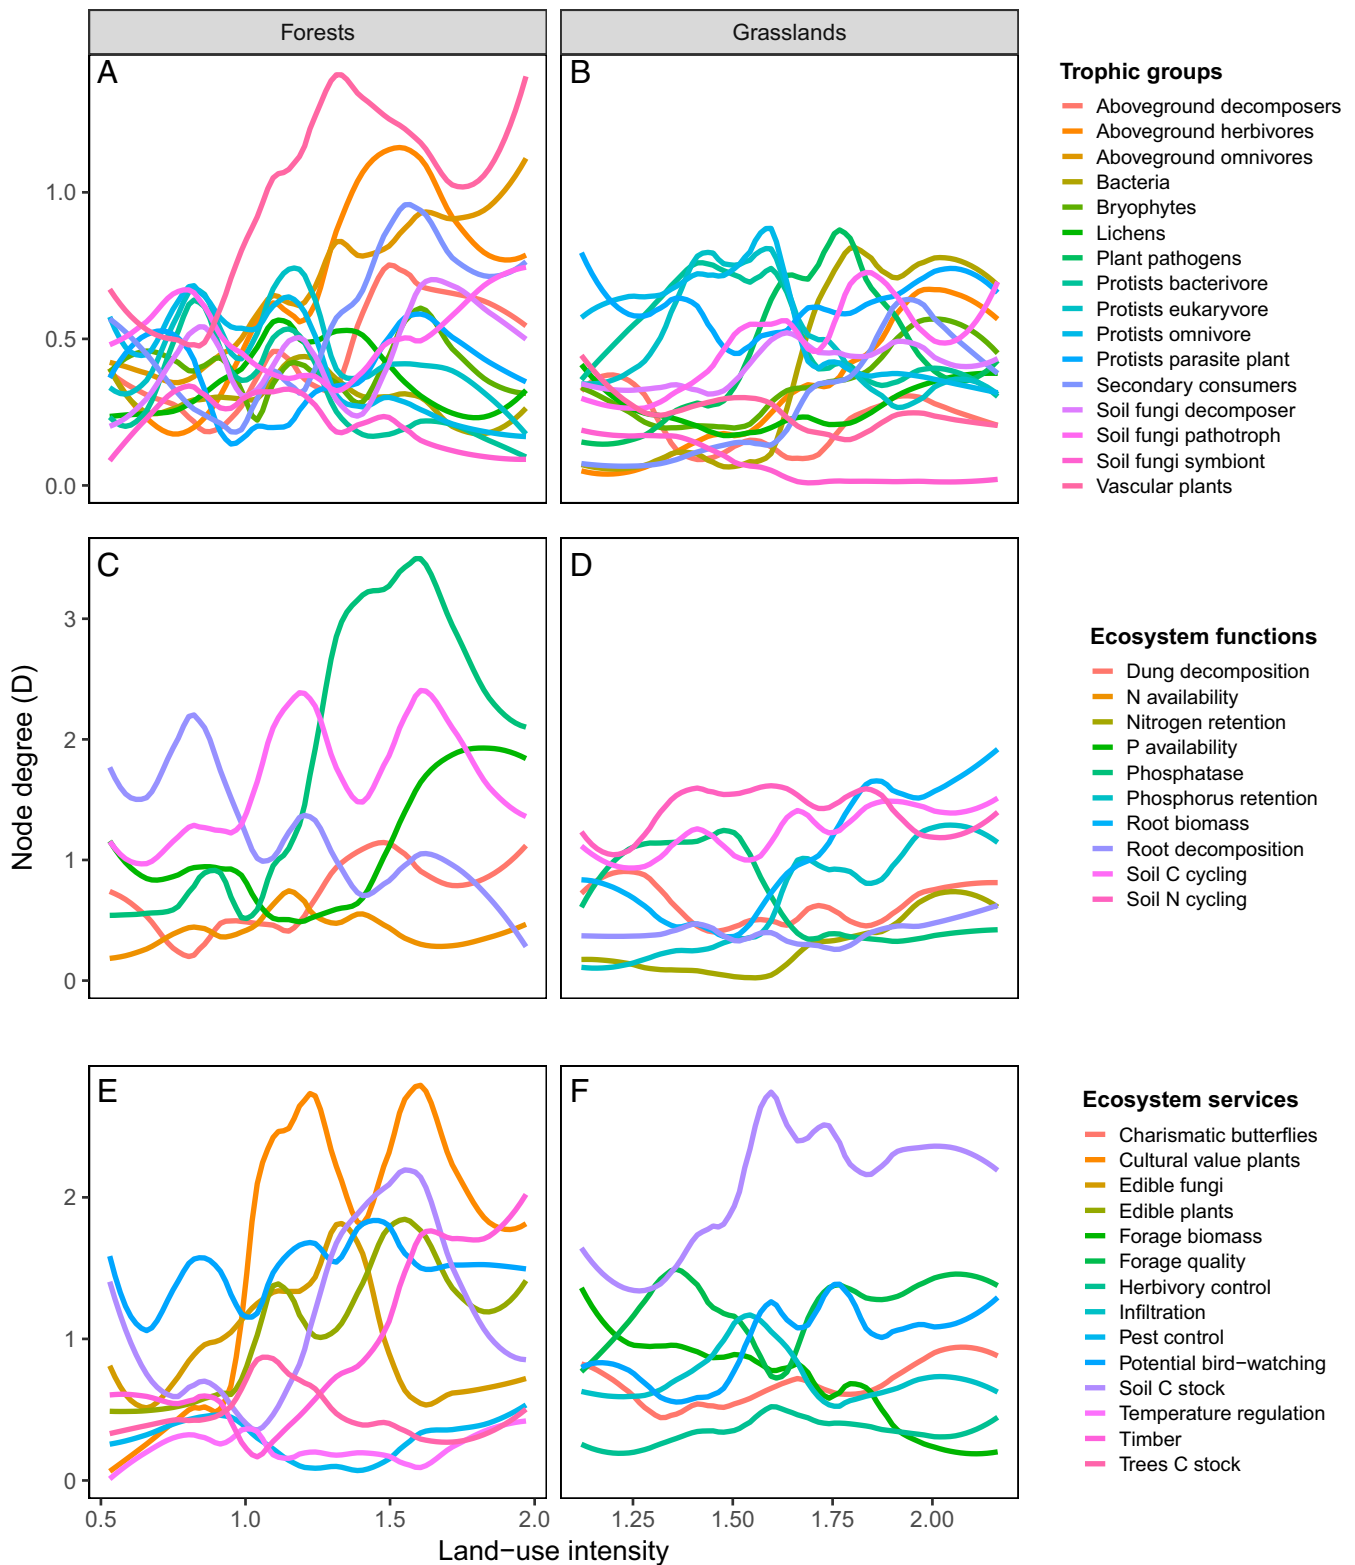 Forests
Grasslands
A
B
Trophic groups
Aboveground decomposers
Aboveground herbivores
Aboveground omnivores
Bacteria
Bryophytes
Lichens
Plant pathogens
Protists bacterivore
Protists eukaryvore
Protists omnivore
Protists parasite plant
Secondary consumers
Soil fungi decomposer
Soil fungi pathotroph
Soil fungi symbiont
Vascular plants
1.0
0.5
0.0
C
D
Ecosystem functions
Dung decomposition
N availability
Nitrogen retention
P availability
Phosphatase
Phosphorus retention
Root biomass
Root decomposition
Soil C cycling
Soil N cycling
3
2
1
0
Node degree (D)
E
F
Ecosystem services
Charismatic butterflies
Cultural value plants
Edible fungi
Edible plants
Forage biomass
Forage quality
Herbivory control
Infiltration
Pest control
Potential bird−watching
Soil C stock
Temperature regulation
Timber
Trees C stock
2
1
0
0.5 1.0 1.5 2.0
1.25 1.50 1.75 2.00
Land−use intensity